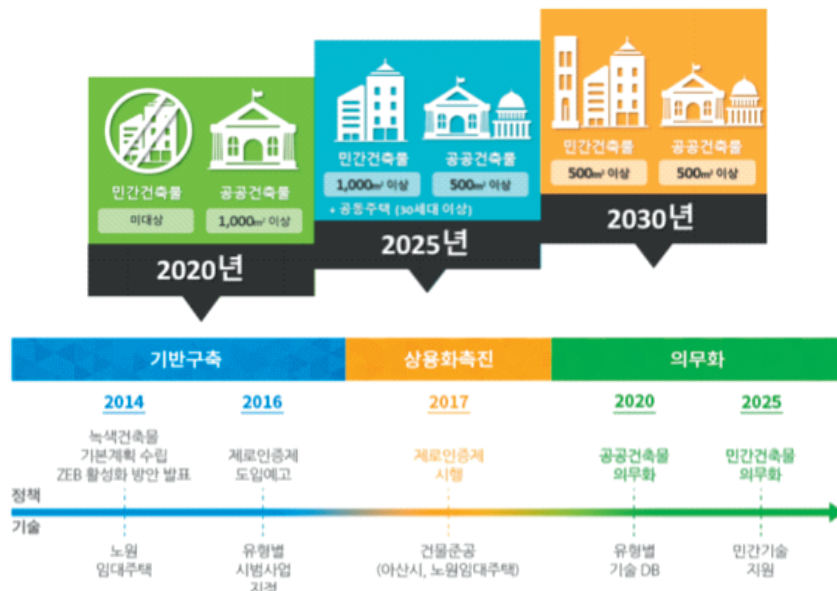 민간건축물 공공건축물
미대상 1,000㎡ 이상
2020년
민간건축물 공공건축물
1,000㎡ 이상 500㎡ 이상
+ 공동주택 (30세대 이상)
2025년
민간건축물 공공건축물
500㎡ 이상 500㎡ 이상
2030년
기반구축 상용화촉진 의무화
2014
녹색건축물
기본계획 수립
ZEB 활성화 방안 발표
2016
제로인증제
도입예고
2017
제로인증제
시행
2020
공공건축물
의무화
2025
민간건축물
의무화
정책
기술
노원
임대주택
유형별
시범사업
지정
건물준공
(아산시, 노원임대주택)
유형별
기술 DB
민간기술
지원